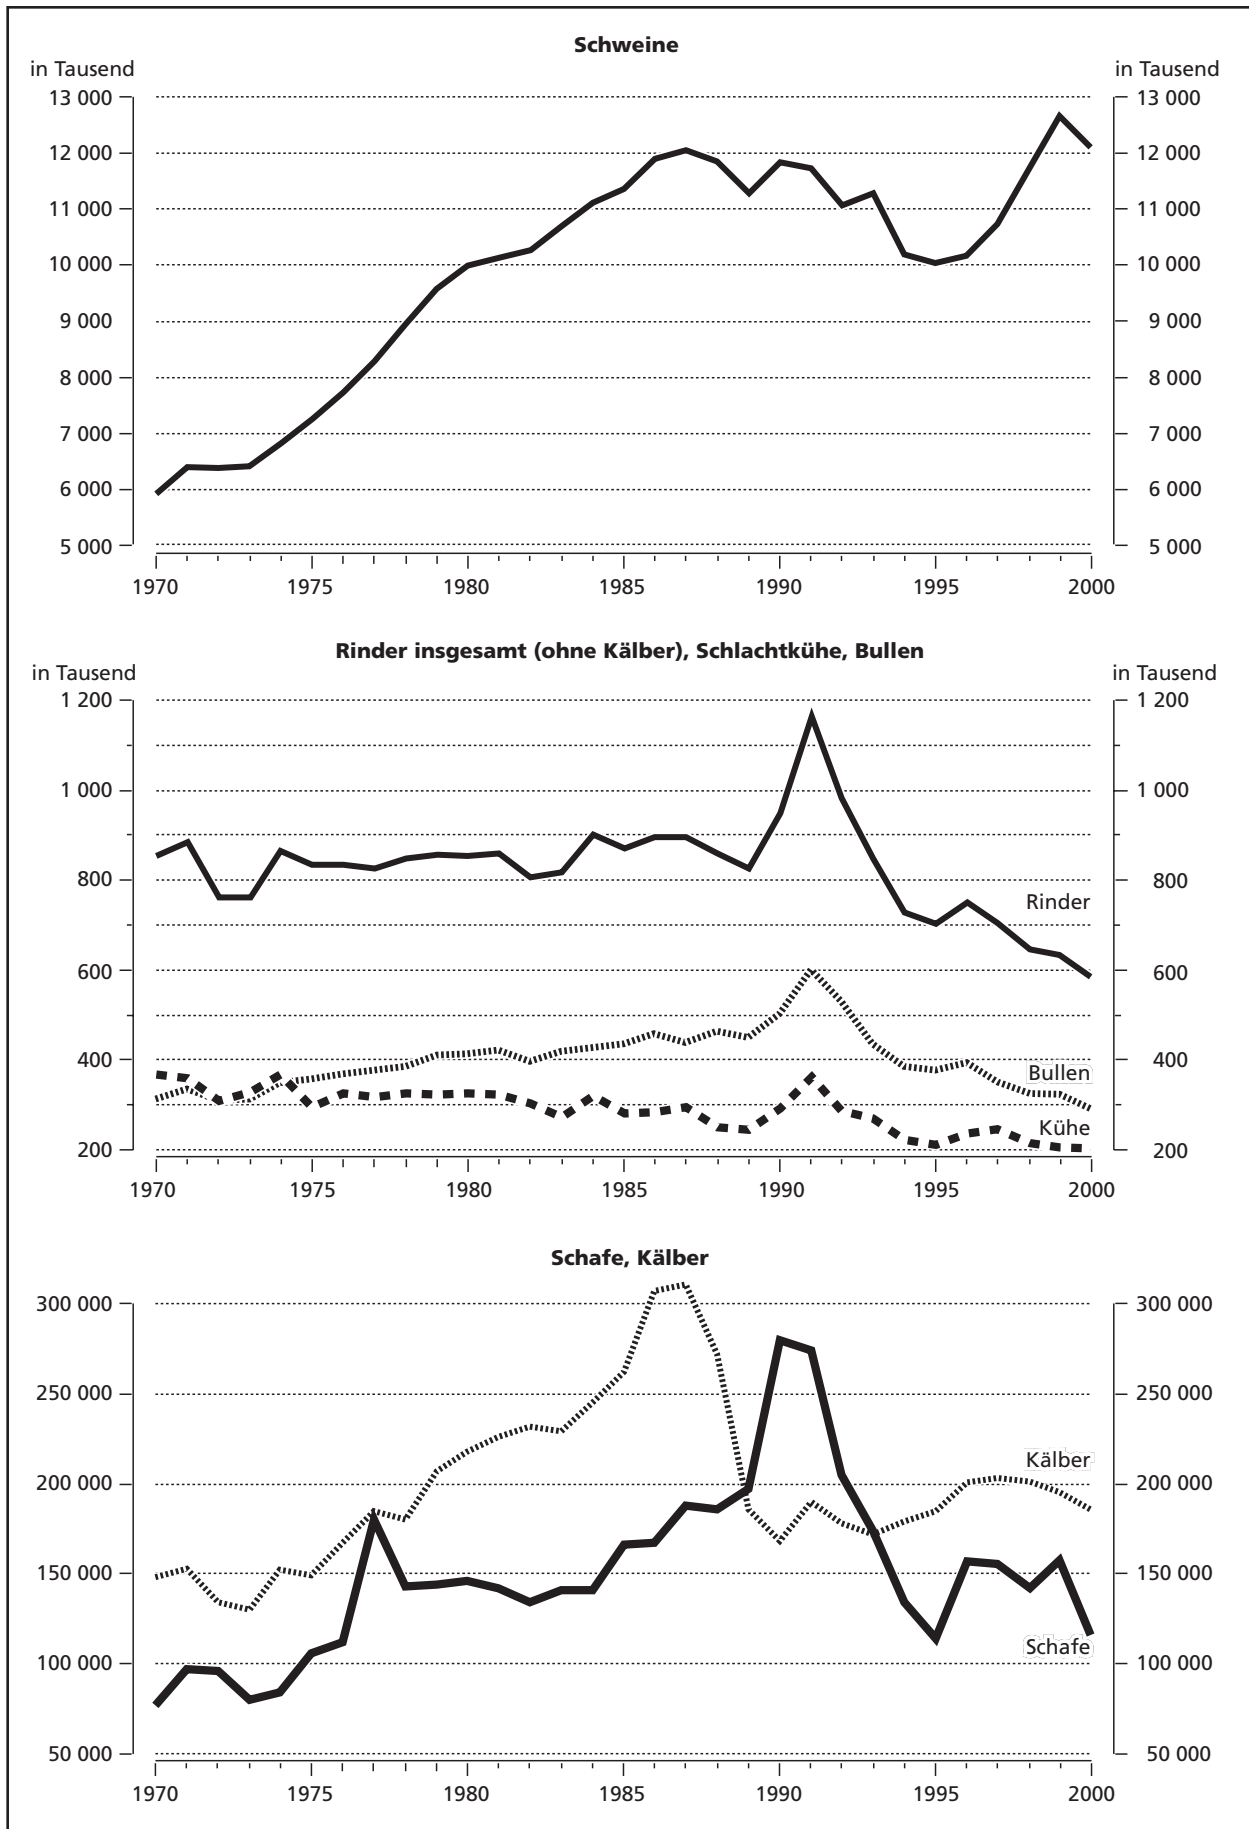 Schweine
in Tausend in Tausend
13 000 13 000
12 000 12 000
11 000 11 000
10 000 10 000
9 000 9 000
8 000 8 000
7 000 7 000
6 000 6 000
5 000 5 000
1970 1975 1980 1985 1990 1995 2000
Rinder insgesamt (ohne Kälber), Schlachtkühe, Bullen
in Tausend in Tausend
1 200 1 200
1 000 1 000
800 800
Rinder
600 600
400 400
Bullen
Kühe
200 200
1970 1975 1980 1985 1990 1995 2000
Schafe, Kälber
300 000 300 000
250 000 250 000
Kälber
200 000 200 000
150 000 150 000
Schafe
100 000 100 000
50 000 50 000
1970 1975 1980 1985 1990 1995 2000